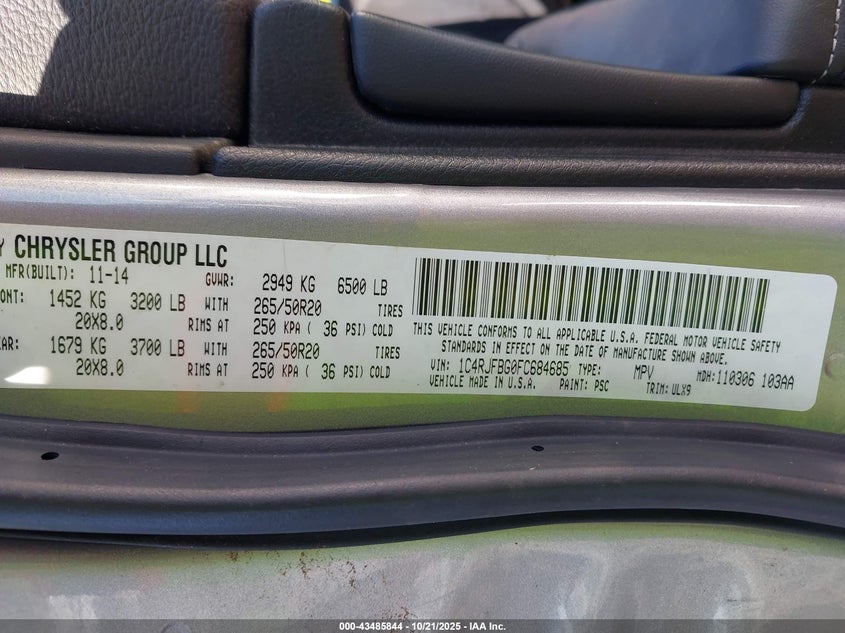 CHRYSLER GROUP LLC
MFR(BUILT): 11-14 GVWR: 2949 KG 6500 LB
ONT: 1452 KG 3200 LB WITH 265/50R20 TIRES
20X8.0 RIMS AT 250 KPA ( 36 PSI) COLD
EAR: 1679 KG 3700 LB WITH 265/50R20 TIRES
20X8.0 RIMS AT 250 KPA ( 36 PSI) COLD
THIS VEHICLE CONFORMS TO ALL APPLICABLE U.S.A. FEDERAL MOTOR VEHICLE SAFETY
STANDARDS IN EFFECT ON THE DATE OF MANUFACTURE SHOWN ABOVE.
VIN: 1C4RJFBG0FC684685 TYPE: MPV MDH: 110306 103AA
VEHICLE MADE IN U.S.A. PAINT: PSC TRIM: ULX9
000-43485844 | 10/21/2025 | IAA Inc.